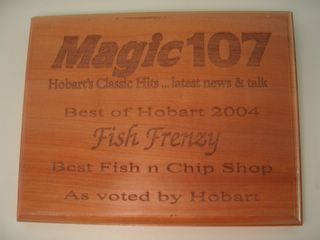 Magic107
Hobart's Classic Hits ... latest news & talk
Best of Hobart 2004
Fish Frenzy
Best Fish n Chip Shop
As voted by Hobart